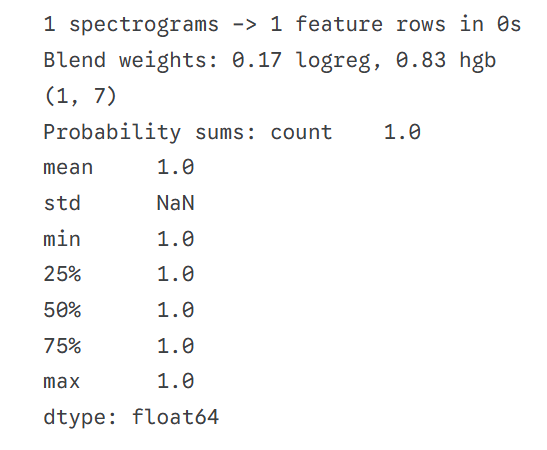 1 spectrograms -> 1 feature rows in 0s
Blend weights: 0.17 logreg, 0.83 hgb
(1, 7)
Probability sums: count    1.0
mean     1.0
std      NaN
min      1.0
25%      1.0
50%      1.0
75%      1.0
max      1.0
dtype: float64